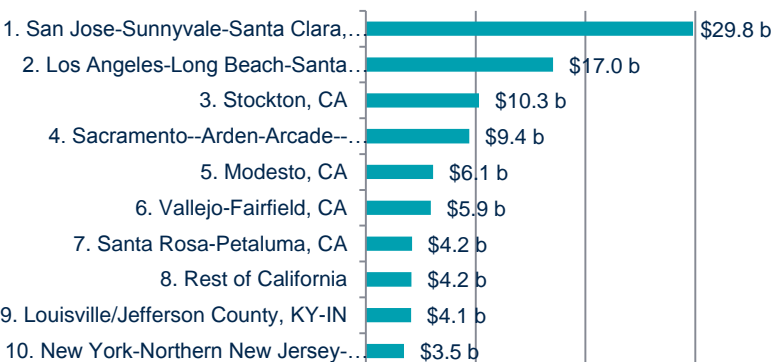 1. San Jose-Sunnyvale-Santa Clara,… $29.8 b
2. Los Angeles-Long Beach-Santa… $17.0 b
3. Stockton, CA $10.3 b
4. Sacramento--Arden-Arcade--… $9.4 b
5. Modesto, CA $6.1 b
6. Vallejo-Fairfield, CA $5.9 b
7. Santa Rosa-Petaluma, CA $4.2 b
8. Rest of California $4.2 b
9. Louisville/Jefferson County, KY-IN $4.1 b
10. New York-Northern New Jersey-… $3.5 b